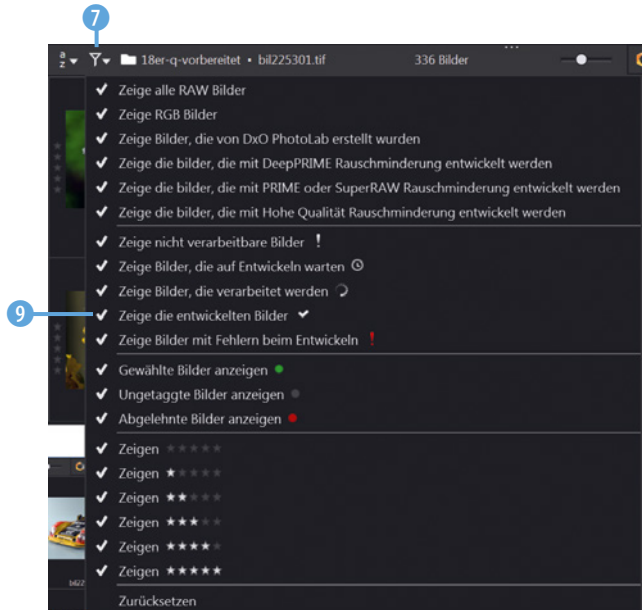 7
a z 18er-q-vorbereitet • bil225301.tif 336 Bilder
Zeige alle RAW Bilder
Zeige RGB Bilder
Zeige Bilder, die von DxO PhotoLab erstellt wurden
Zeige die bilder, die mit DeepPRIME Rauschminderung entwickelt werden
Zeige die bilder, die mit PRIME oder SuperRAW Rauschminderung entwickelt werden
Zeige die bilder, die mit Hohe Qualität Rauschminderung entwickelt werden
Zeige nicht verarbeitbare Bilder !
Zeige Bilder, die auf Entwickeln warten
Zeige Bilder, die verarbeitet werden
9 Zeige die entwickelten Bilder
Zeige Bilder mit Fehlern beim Entwickeln !
Gewählte Bilder anzeigen
Ungetaggte Bilder anzeigen
Abgelehnte Bilder anzeigen
Zeigen
Zeigen
Zeigen
Zeigen
Zeigen
Zeigen
bil22
Zurücksetzen